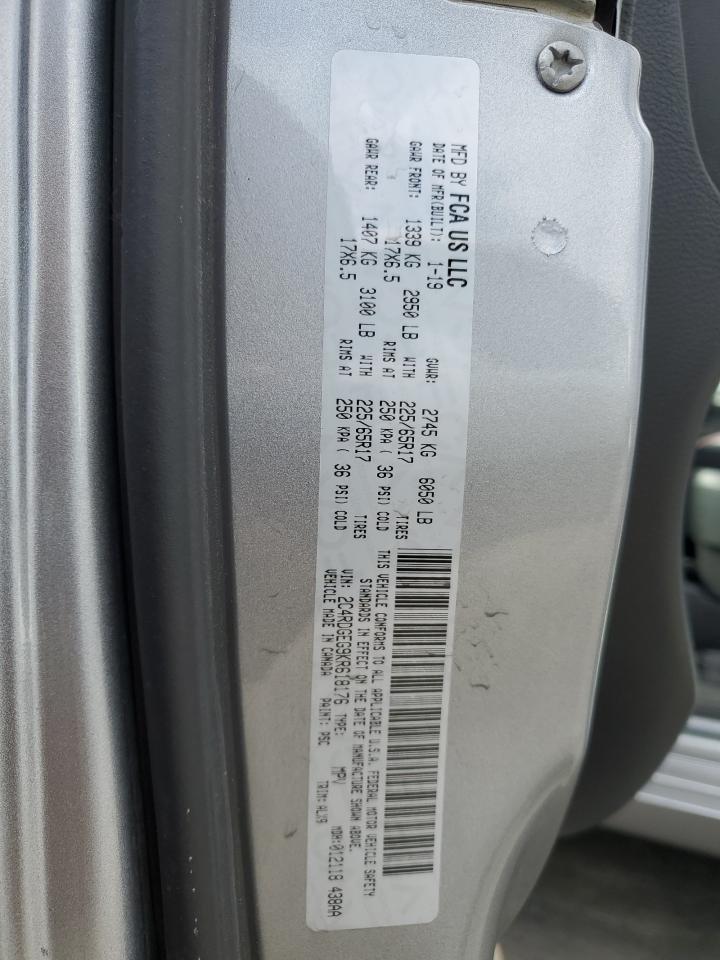 MFD BY FCA US LLC
DATE OF MFR(BUILT): 1-19 GVWR: 2745 KG 6050 LB
GAWR FRONT: 1339 KG 2950 LB WITH 225/65R17 TIRES
17X6.5 RIMS AT 250 KPA ( 36 PSI) COLD
GAWR REAR: 1407 KG 3100 LB WITH 225/65R17 TIRES
17X6.5 RIMS AT 250 KPA ( 36 PSI) COLD
THIS VEHICLE CONFORMS TO ALL APPLICABLE U.S.A. FEDERAL MOTOR VEHICLE SAFETY
STANDARDS IN EFFECT ON THE DATE OF MANUFACTURE SHOWN ABOVE.
VIN: 2C4RDGEG9KR618176 TYPE: MPV MDH:012118 438AA
VEHICLE MADE IN CANADA PAINT: PSC TRIM:ALX9